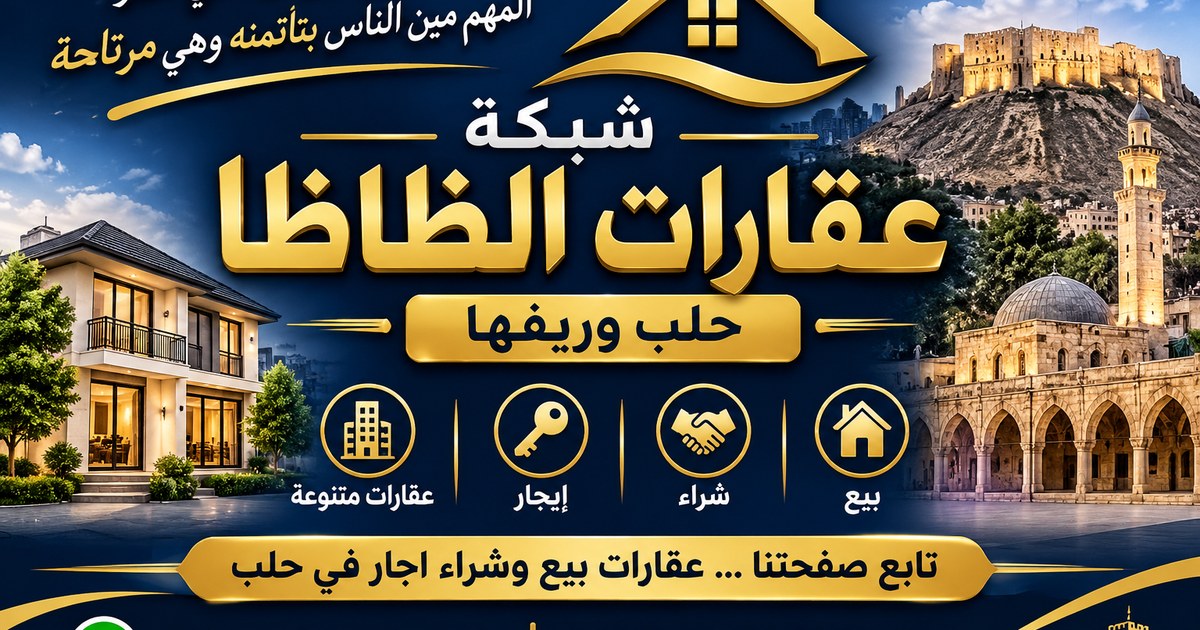 المهم مين الناس بتأتمنه وهي مرتاحة
شبكة
عقارات الظاظا
حلب وريفها
بيع
شراء
إيجار
عقارات متنوعة
تابع صفحتنا ... عقارات بيع وشراء اجار في حلب